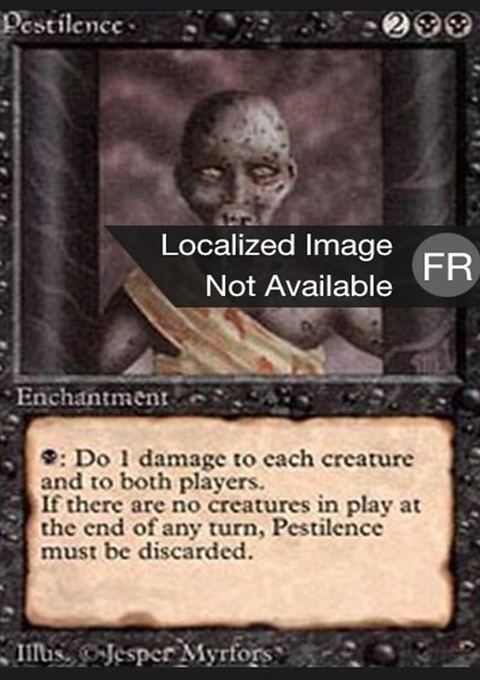 Pestilence 2
Localized Image
Not Available
FR
Enchantment
: Do 1 damage to each creature
and to both players.
If there are no creatures in play at
the end of any turn, Pestilence
must be discarded.
Illus. © Jesper Myrfors